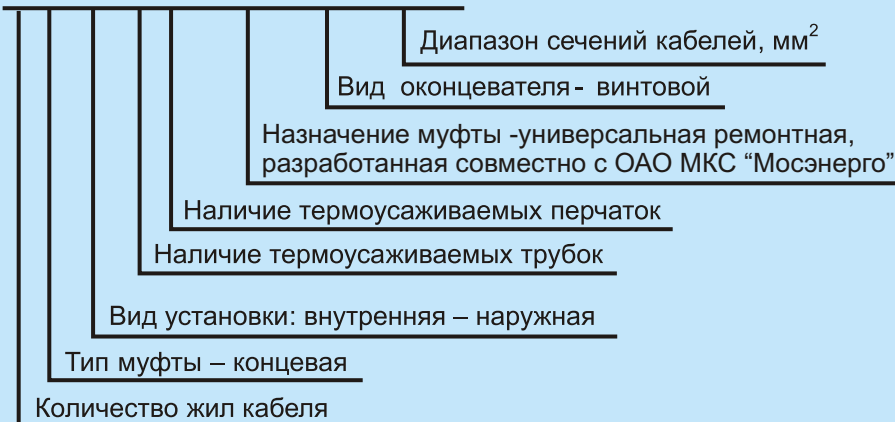 Диапазон сечений кабелей, мм²
Вид оконцевателя - винтовой
Назначение муфты -универсальная ремонтная,
разработанная совместно с ОАО МКС “Мосэнерго”
Наличие термоусаживаемых перчаток
Наличие термоусаживаемых трубок
Вид установки: внутренняя – наружная
Тип муфты – концевая
Количество жил кабеля